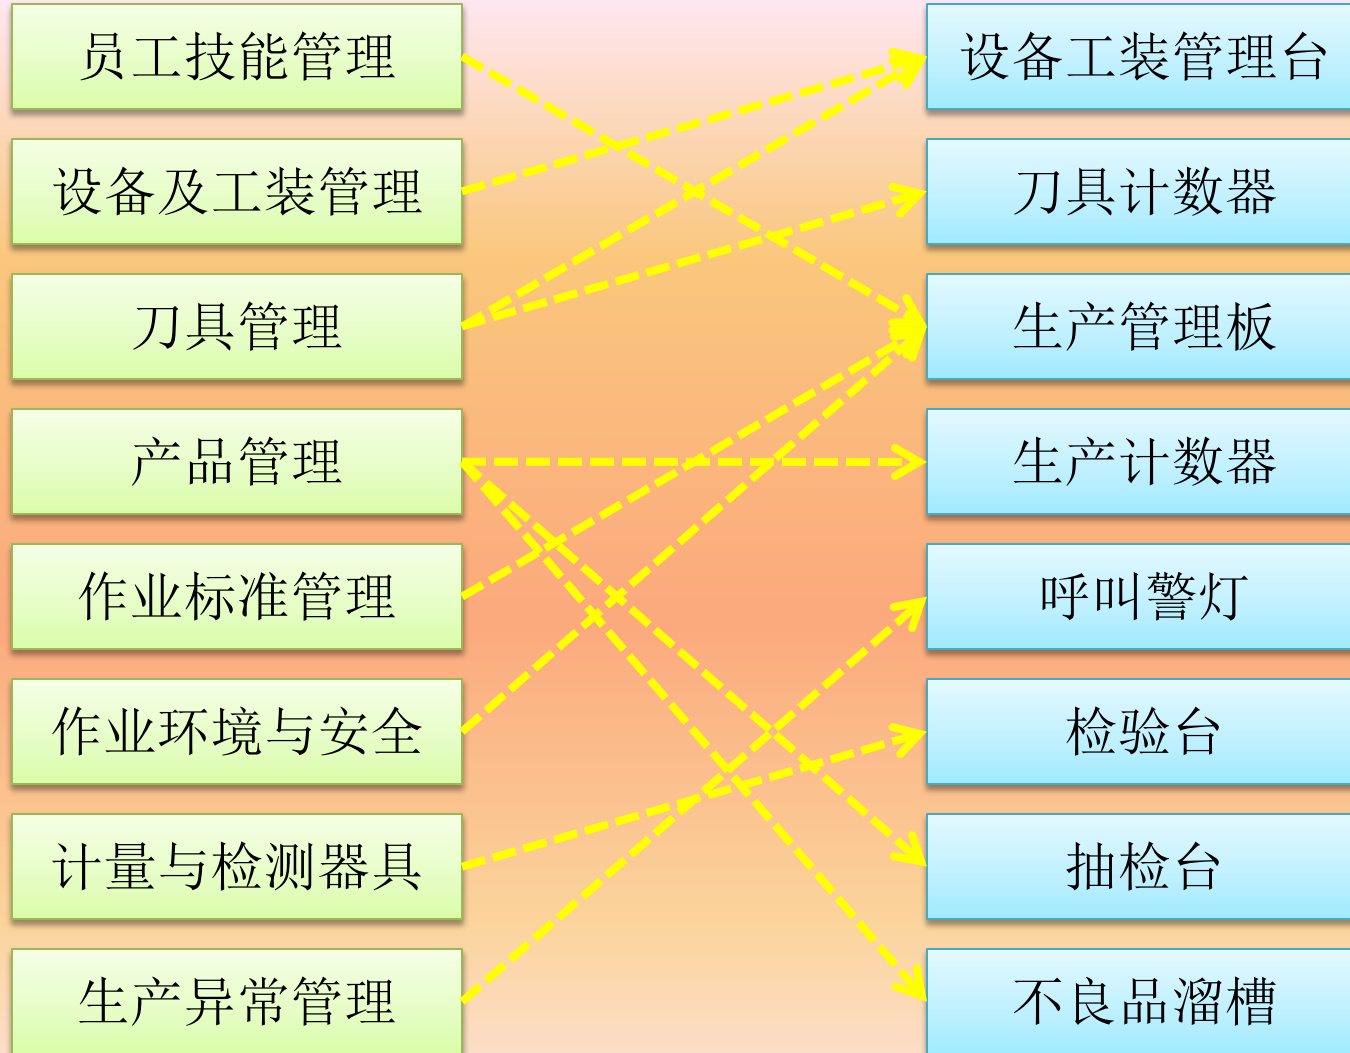 员工技能管理
设备工装管理台
设备及工装管理
刀具计数器
刀具管理
生产管理板
产品管理
生产计数器
作业标准管理
呼叫警灯
作业环境与安全
检验台
计量与检测器具
抽检台
生产异常管理
不良品溜槽